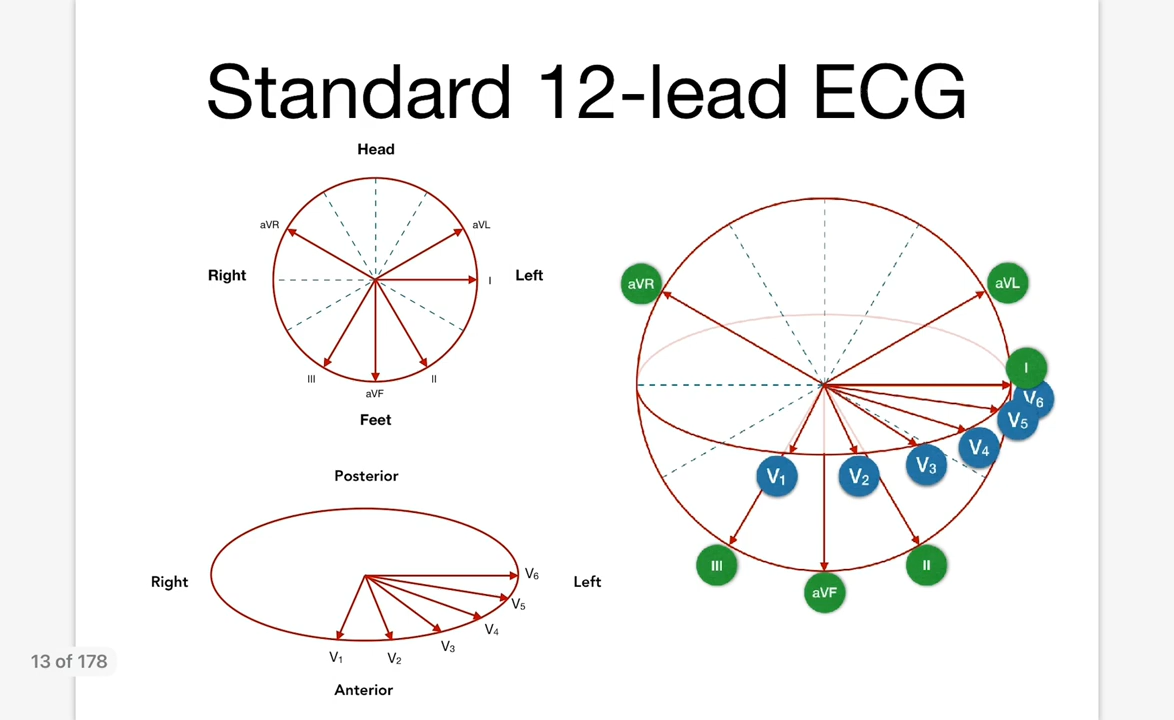 Standard 12-lead ECG
Head
aVR
aVL
Right
I
Left
III
II
aVF
Feet
Posterior
Right
V6
Left
V5
V4
V3
V1
V2
Anterior
aVR
aVL
I
V6
V5
V4
V3
V1
V2
III
II
aVF
13 of 178